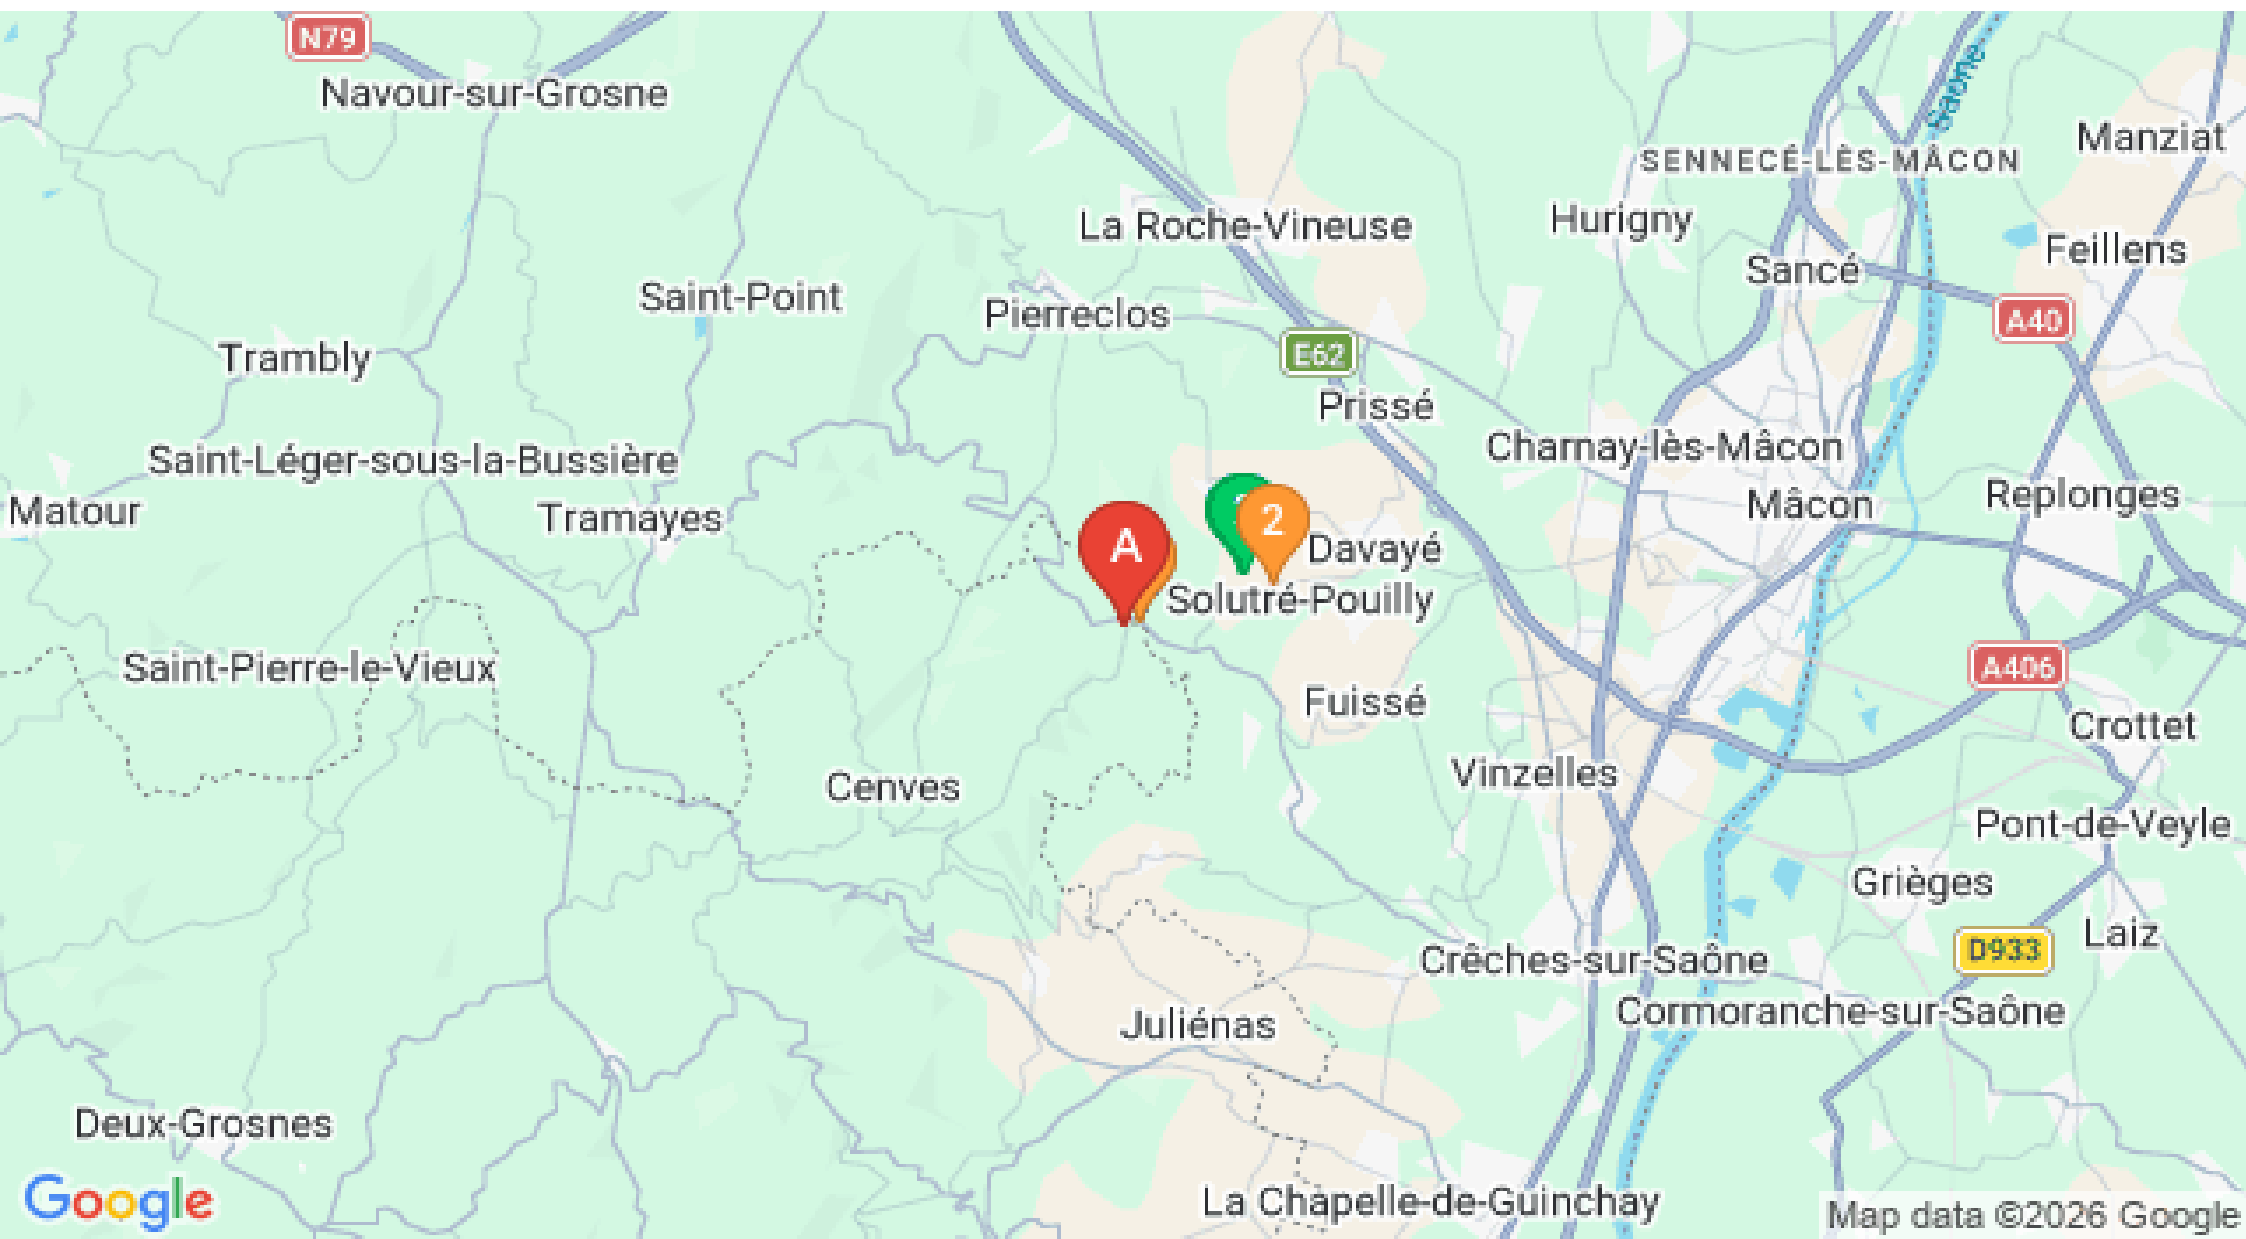 N79
Navour-sur-Grosne
Saône
Manziat
SENNECÉ-LÈS-MÂCON
La Roche-Vineuse
Hurigny
Feillens
Sancé
Saint-Point
Pierreclos
A40
E62
Trambly
Prissé
Charnay-lès-Mâcon
Saint-Léger-sous-la-Bussière
Matour
Tramayes
Mâcon
Replonges
A
2
Davayé
Solutré-Pouilly
Saint-Pierre-le-Vieux
A406
Fuissé
Crottet
Vinzelles
Cenves
Pont-de-Veyle
Grièges
Laiz
D933
Crêches-sur-Saône
Cormoranche-sur-Saône
Juliénas
Deux-Grosnes
La Chapelle-de-Guinchay
Google
Map data ©2026 Google